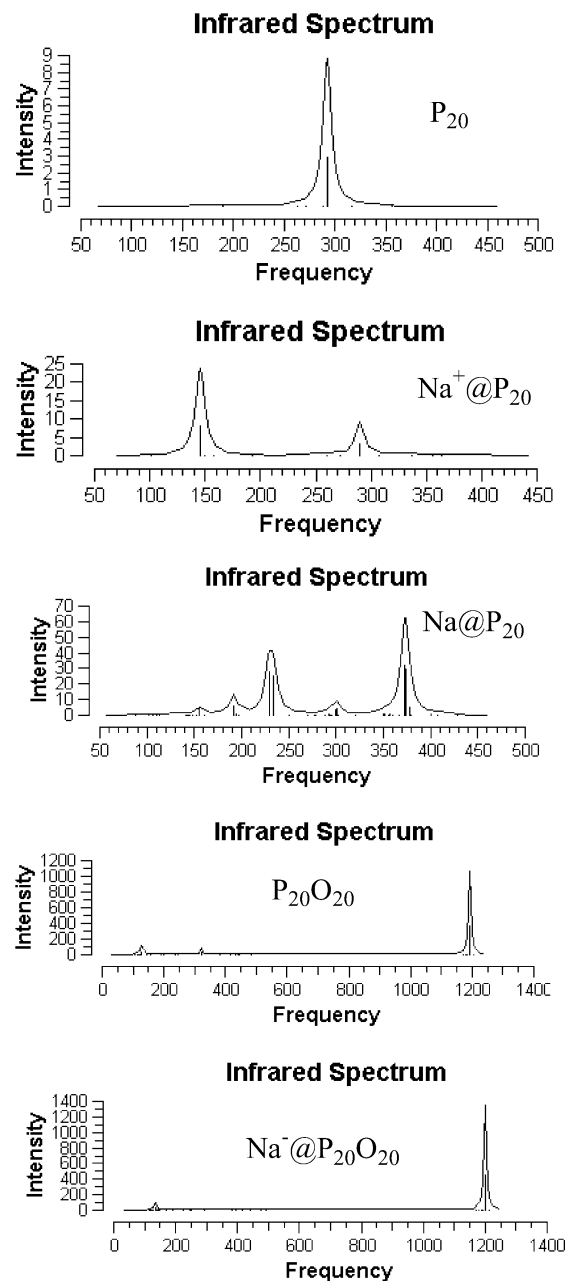 Infrared Spectrum
Intensity
9
8
7
6
5
4
3
2
1
0
P₂₀
50 100 150 200 250 300 350 400 450 500
Frequency
Infrared Spectrum
Intensity
25
20
15
10
5
0
Na⁺@P₂₀
50 100 150 200 250 300 350 400 450
Frequency
Infrared Spectrum
Intensity
70
60
50
40
30
20
10
0
Na@P₂₀
50 100 150 200 250 300 350 400 450 500
Frequency
Infrared Spectrum
Intensity
1200
1000
800
600
400
200
0
P₂₀O₂₀
0 200 400 600 800 1000 1200 1400
Frequency
Infrared Spectrum
Intensity
1400
1200
1000
800
600
400
200
0
Na⁻@P₂₀O₂₀
0 200 400 600 800 1000 1200 1400
Frequency